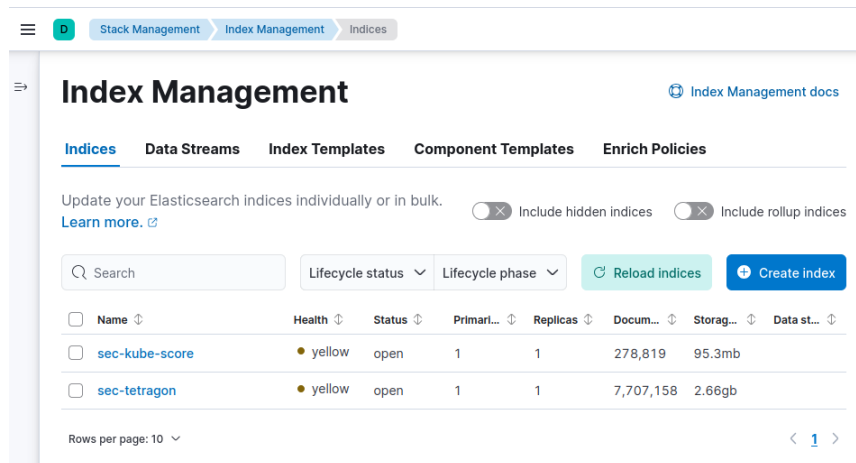 D Stack Management Index Management Indices
Index Management
Index Management docs
Indices Data Streams Index Templates Component Templates Enrich Policies
Update your Elasticsearch indices individually or in bulk.
Learn more.
Include hidden indices Include rollup indices
Search Lifecycle status Lifecycle phase Reload indices Create index
Name Health Status Primari... Replicas Docum... Storag... Data st...
sec-kube-score yellow open 1 1 278,819 95.3mb
sec-tetragon yellow open 1 1 7,707,158 2.66gb
Rows per page: 10 1